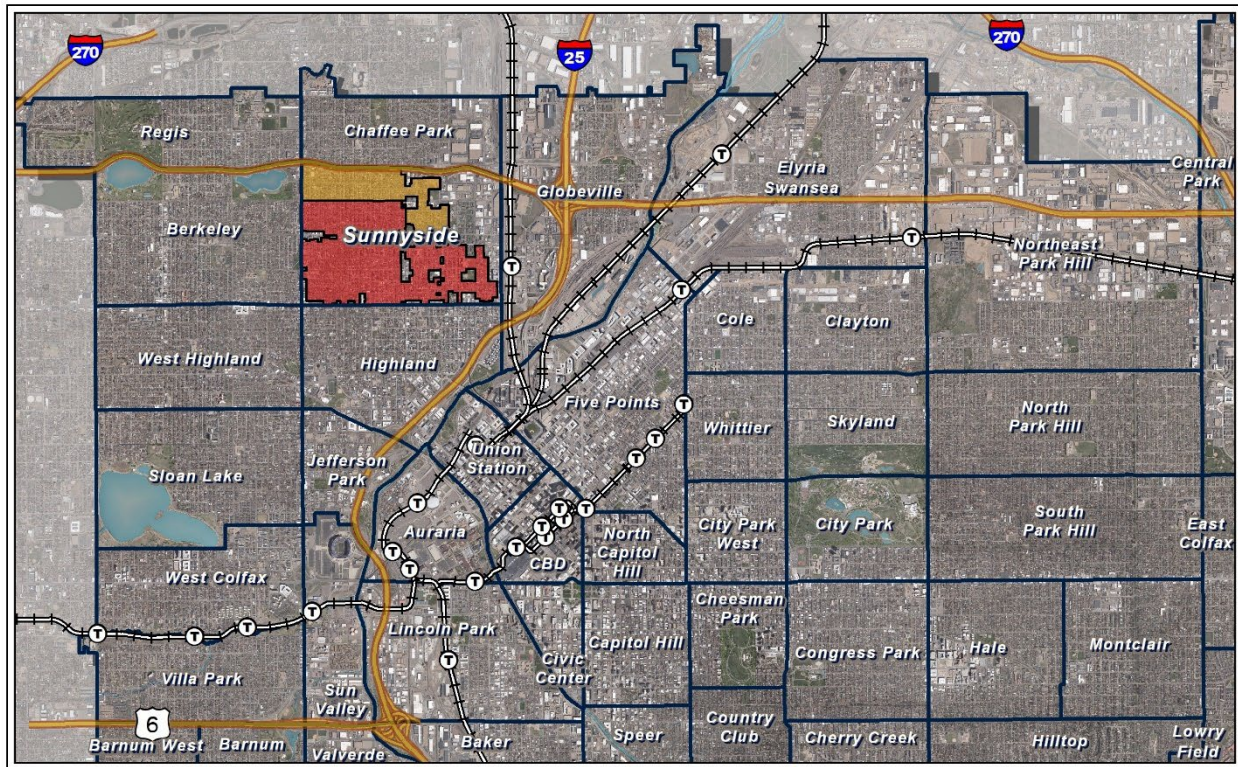 270
25
270
Regis
Chaffee Park
Globeville
Elyria
Swansea
Central
Park
Berkeley
Sunnyside
Northeast
Park Hill
T
T
T
T
West Highland
Highland
Cole
Clayton
Five Points
Whittier
Skyland
North
Park Hill
T
T
T
T
Union
Station
Sloan Lake
Jefferson
Park
T
Auraria
City Park
West
City Park
South
Park Hill
East
Colfax
T
T
T
T
T
T
T
T
CBD
North
Capitol
Hill
West Colfax
T
T
T
T
T
T
Lincoln Park
Cheesman
Park
Capitol Hill
Civic
Center
Congress Park
Hale
Montclair
T
Villa Park
Sun
Valley
6
Barnum West
Barnum
Valverde
Baker
Speer
Country
Club
Cherry Creek
Hilltop
Lowry
Field